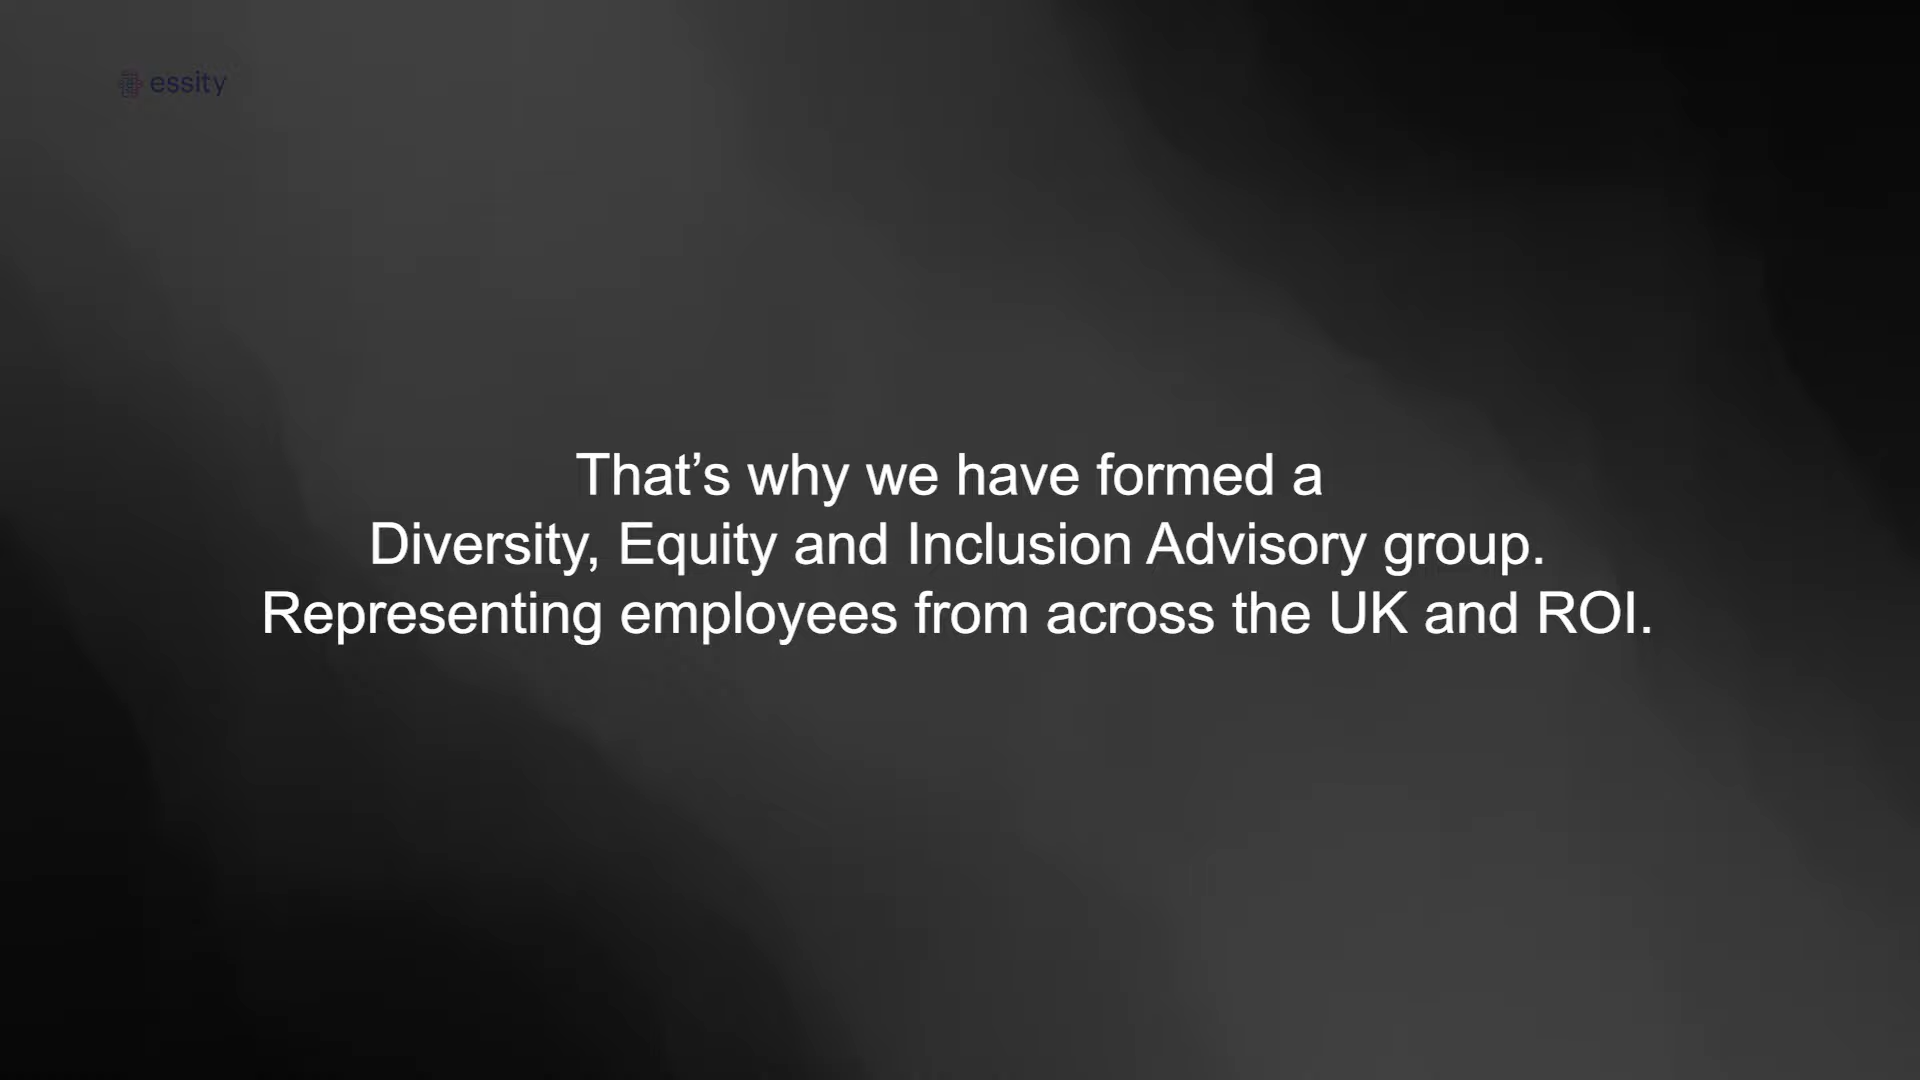 essity
That’s why we have formed a
Diversity, Equity and Inclusion Advisory group.
Representing employees from across the UK and ROI.